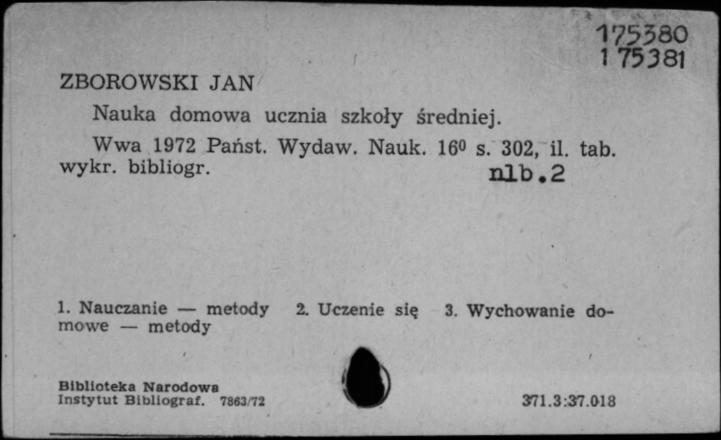 175380
175381
ZBOROWSKI JAN
Nauka domowa ucznia szkoły średniej.
Wwa 1972 Państ. Wydaw. Nauk. 16⁰ s. 302, il. tab.
wykr. bibliogr. nlb.2
1. Nauczanie — metody 2. Uczenie się 3. Wychowanie do-
mowe — metody
Biblioteka Narodowa
Instytut Bibliograf. 7863/72 371.3:37.018